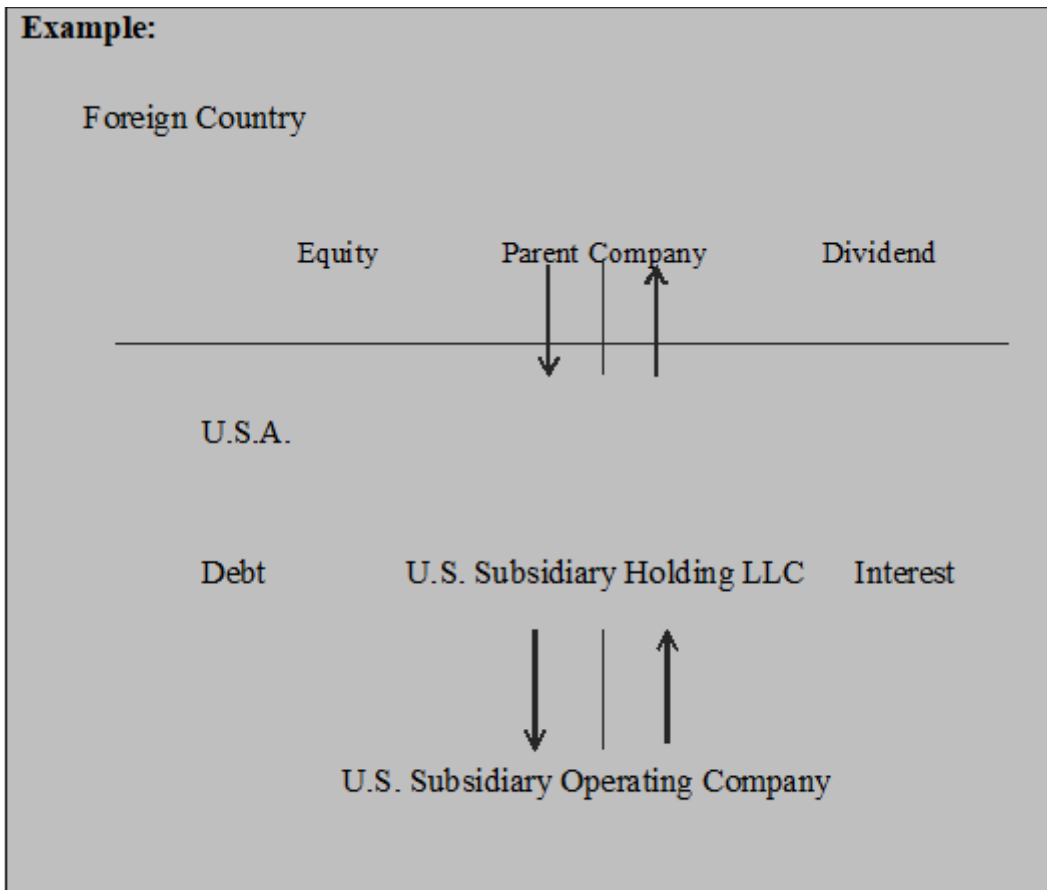 Example:
Foreign Country
Equity Parent Company Dividend
U.S.A.
Debt U.S. Subsidiary Holding LLC Interest
U.S. Subsidiary Operating Company